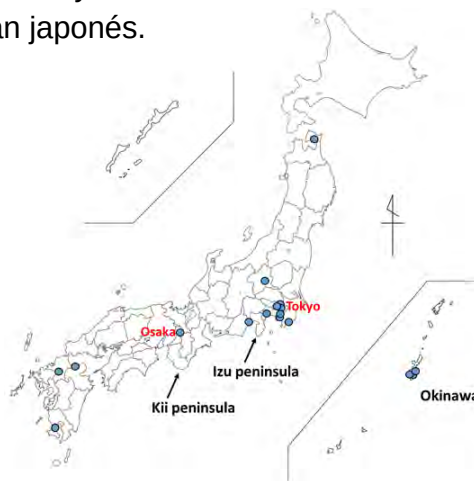 an japonés.
Tokyo
Osaka
Izu peninsula
Okinawa
Kii peninsula